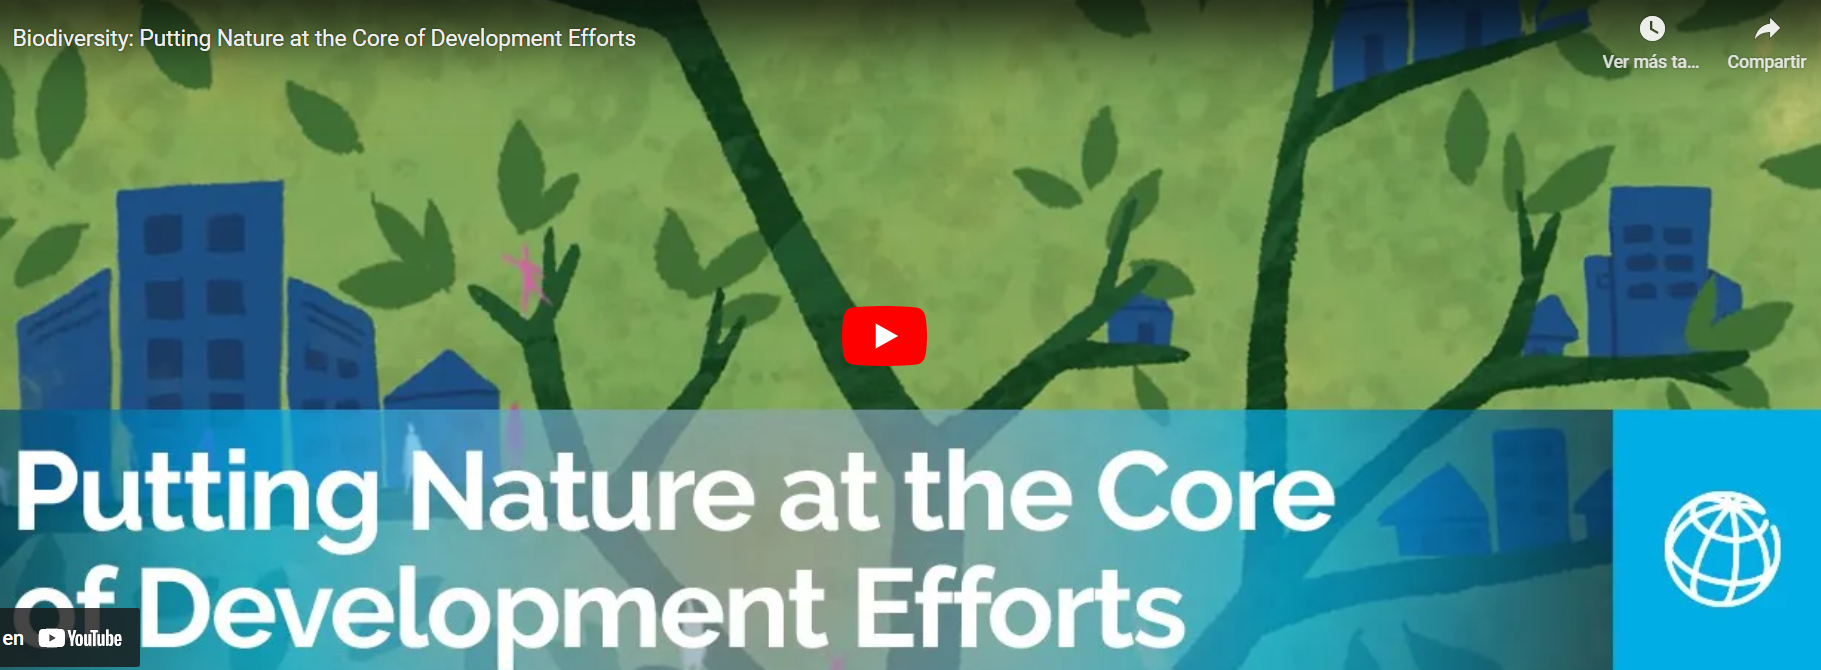 Biodiversity: Putting Nature at the Core of Development Efforts
Ver más ta...
Compartir
Putting Nature at the Core
of Development Efforts
en YouTube